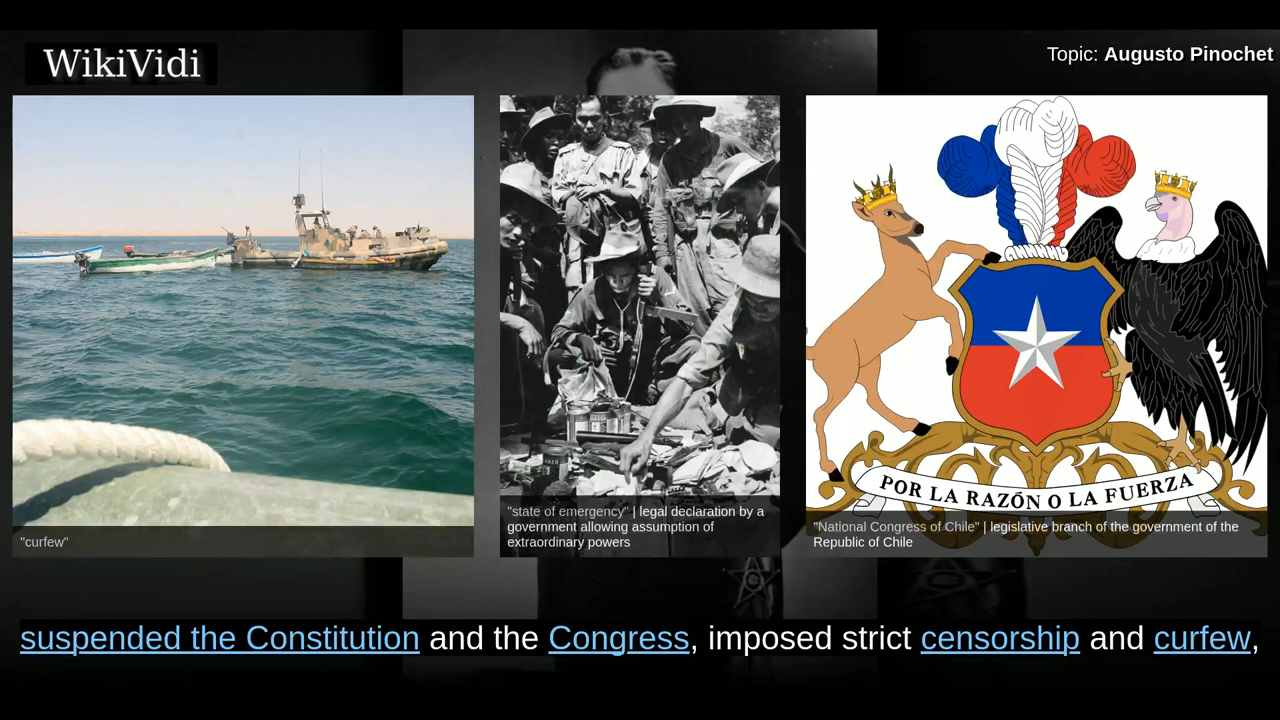 WikiVidi
Topic: Augusto Pinochet
"curfew"
"state of emergency" | legal declaration by a
government allowing assumption of
extraordinary powers
POR LA RAZÓN O LA FUERZA
"National Congress of Chile" | legislative branch of the government of the
Republic of Chile
suspended the Constitution and the Congress, imposed strict censorship and curfew,